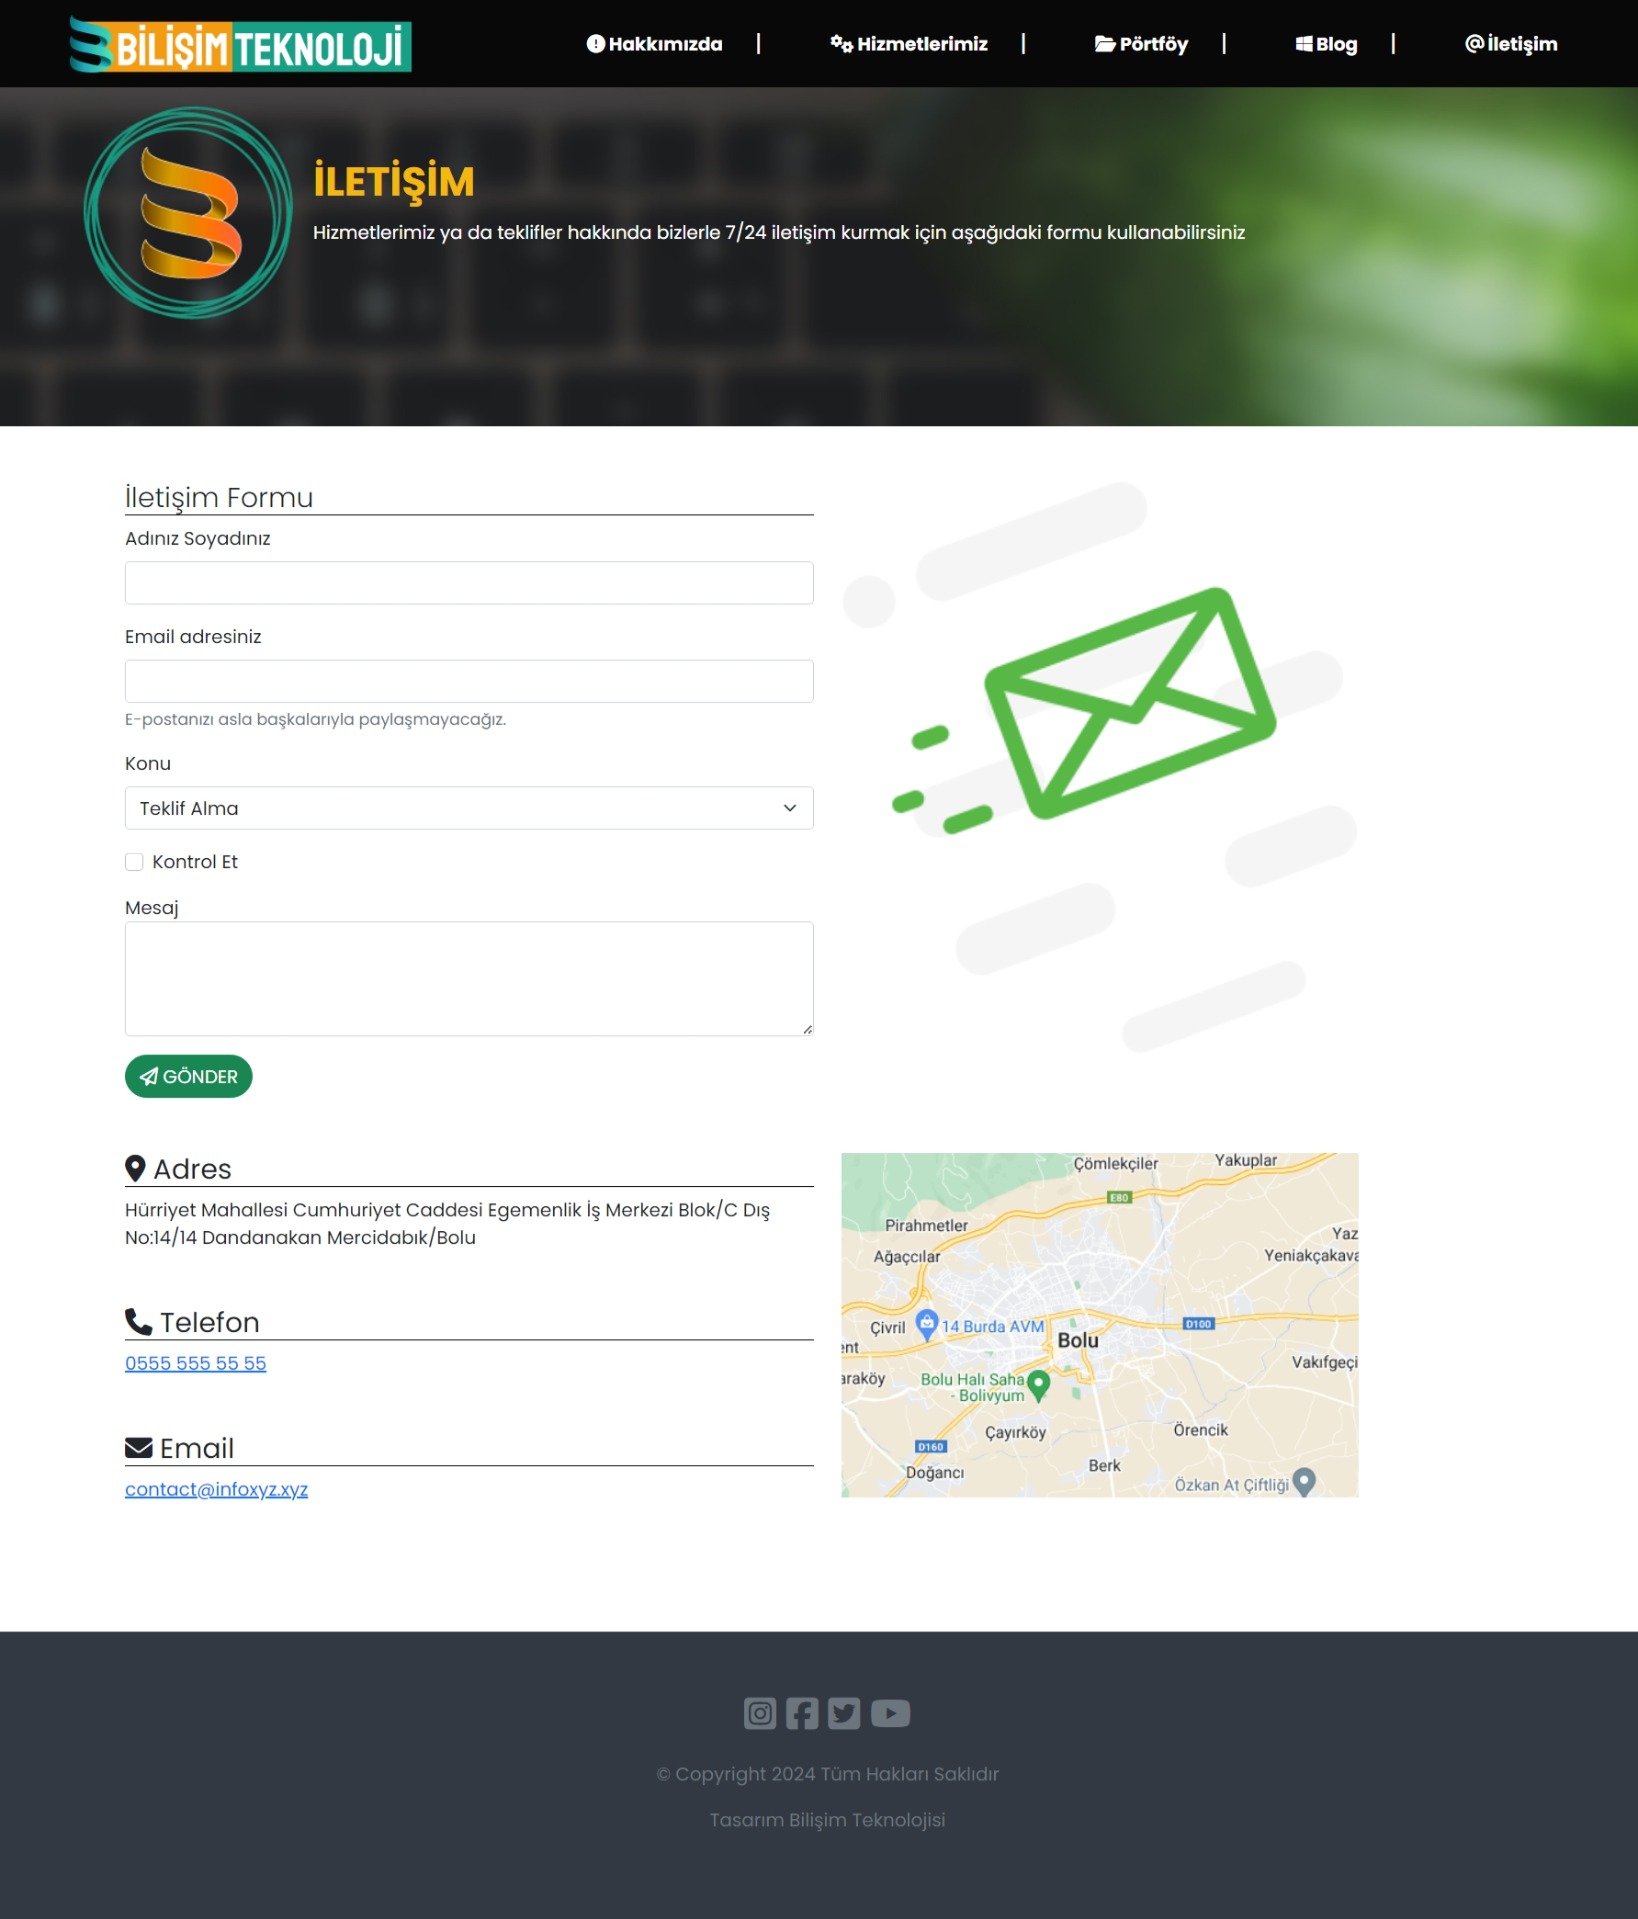 BİLİŞİM TEKNOLOJİ
Hakkımızda | Hizmetlerimiz | Pörtföy | Blog | @ İletişim
İLETİŞİM
Hizmetlerimiz ya da teklifler hakkında bizlerle 7/24 iletişim kurmak için aşağıdaki formu kullanabilirsiniz
İletişim Formu
Adınız Soyadınız
Email adresiniz
E-postanızı asla başkalarıyla paylaşmayacağız.
Konu
Teklif Alma
Kontrol Et
Mesaj
GÖNDER
Adres
Hürriyet Mahallesi Cumhuriyet Caddesi Egemenlik İş Merkezi Blok/C Dış
No:14/14 Dandanakan Mercidabık/Bolu
Telefon
0555 555 55 55
Email
contact@infoxyz.xyz
Çömlekçiler
Yakuplar
E80
Pirahmetler
Yaz
Ağaçcılar
Yeniakçakava
Çivril
14 Burda AVM
D100
Bolu
ent
Vakıfgeçi
araköy
Bolu Halı Saha
- Bolivyum
Çayırköy
Örencik
D160
Doğancı
Berk
Özkan At Çiftliği
© Copyright 2024 Tüm Hakları Saklıdır
Tasarım Bilişim Teknolojisi